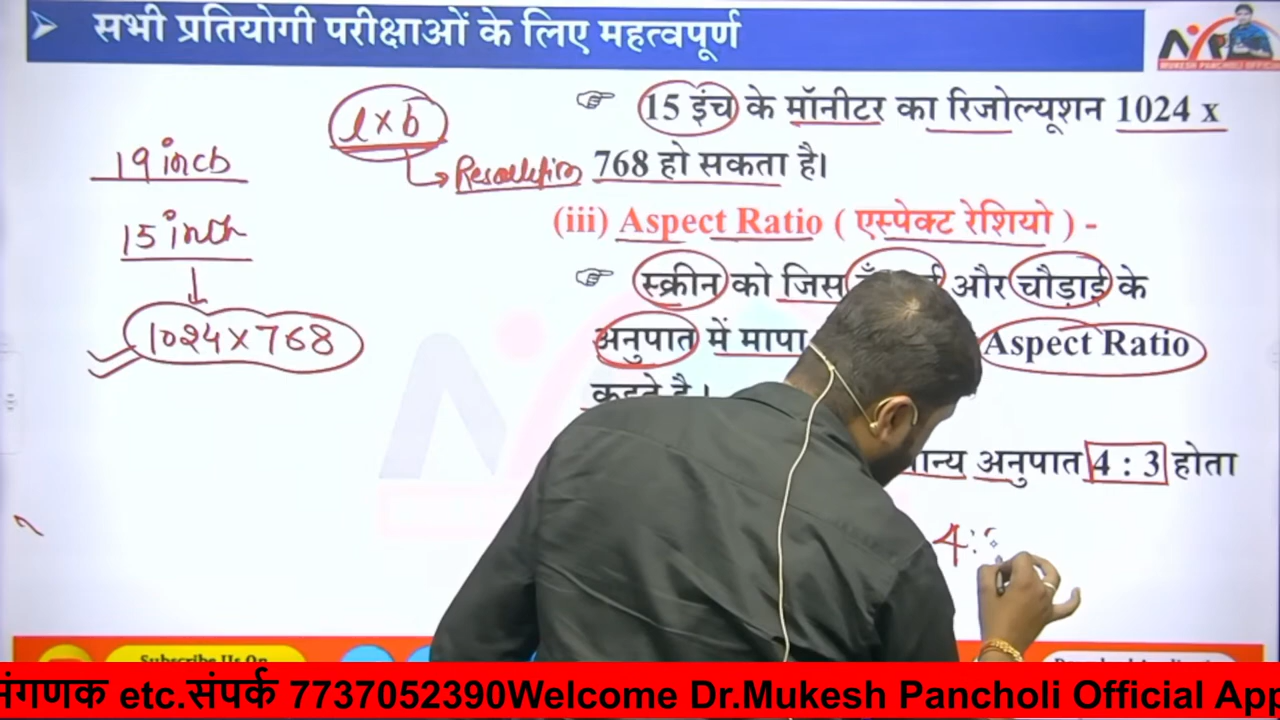 सभी प्रतियोगी परीक्षाओं के लिए महत्वपूर्ण
MUKESH PANCHOLI OFFICIAL
15 इंच के मॉनीटर का रिजोल्यूशन 1024 x
768 हो सकता है।
l×b
Resolution
19 inch
15 inch
1024×768
(iii) Aspect Ratio ( एस्पेक्ट रेशियो ) -
स्क्रीन को जिस और चौड़ाई के
अनुपात में मापा Aspect Ratio
कहते है।
अनुपात 4 : 3 होता
4:
Subscribe Us On
etc.संपर्क 7737052390Welcome Dr.Mukesh Pancholi Official App